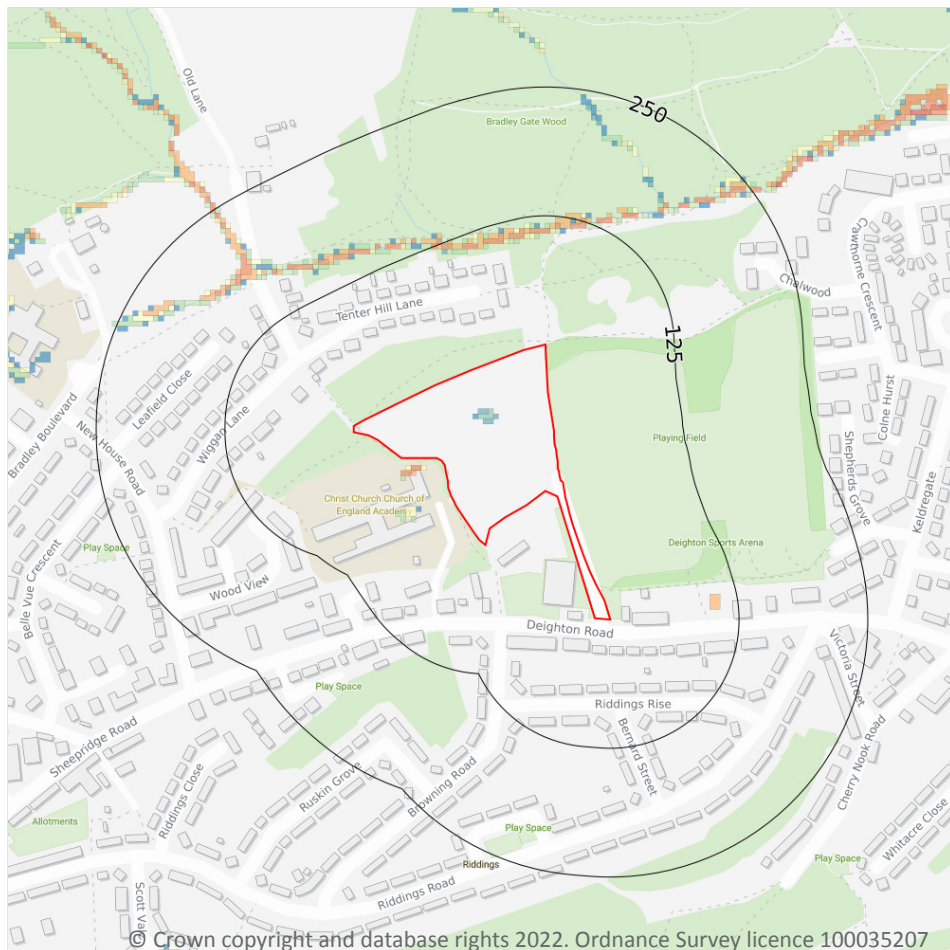 Old Lane
250
Bradley Gate Wood
Cawthorne Crescent
Chalwood
Tenter Hill Lane
125
Leafield Close
Bradley Boulevard
New House Road
Wiggan Lane
Colne Hurst
Playing Field
Shepherds Grove
Keldregate
Christ Church Church of
England Academy
Play Space
Deighton Sports Arena
Belle Vue Crescent
Wood View
Deighton Road
Victoria Street
Play Space
Riddings Rise
Bernard Street
Sheepridge Road
Riddings Close
Ruskin Grove
Browning Road
Cherry Nook Road
Allotments
Play Space
Whitacre Close
Riddings
Play Space
Riddings Road
© Crown copyright and database rights 2022. Ordnance Survey licence 100035207